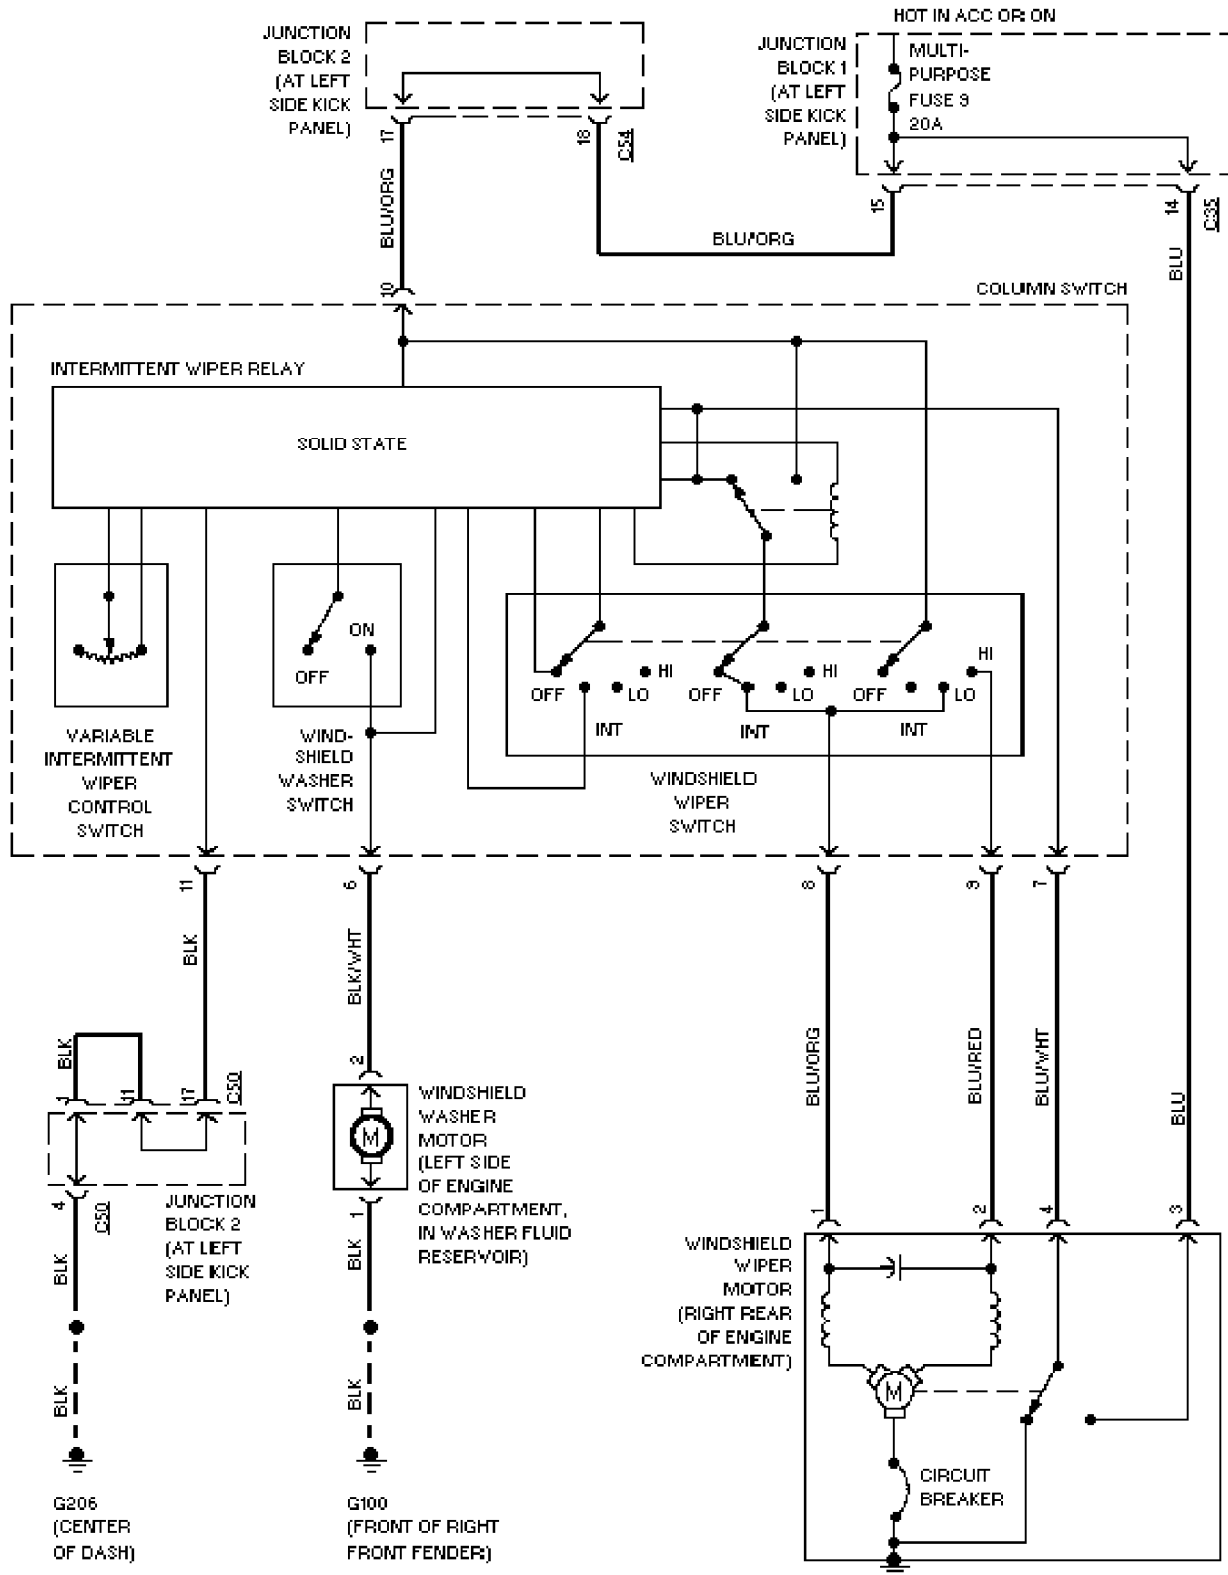 HOT IN ACC OR ON
JUNCTION
BLOCK 2
(AT LEFT
SIDE KICK
PANEL)
JUNCTION
BLOCK 1
(AT LEFT
SIDE KICK
PANEL)
MULTI-
PURPOSE
FUSE 9
20A
17
18
C54
15
14
C35
BLU/ORG
BLU/ORG
BLU
10
COLUMN SWITCH
INTERMITTENT WIPER RELAY
SOLID STATE
ON
OFF
HI
LO
OFF
INT
HI
LO
OFF
INT
HI
LO
OFF
INT
VARIABLE
INTERMITTENT
WIPER
CONTROL
SWITCH
WIND-
SHIELD
WASHER
SWITCH
WINDSHIELD
WIPER
SWITCH
11
6
8
9
7
BLK
BLK/WHT
BLU/ORG
BLU/RED
BLU/WHT
BLU
BLK
11
17
C50
2
WINDSHIELD
WASHER
MOTOR
(LEFT SIDE
OF ENGINE
COMPARTMENT,
IN WASHER FLUID
RESERVOIR)
M
4
C50
1
JUNCTION
BLOCK 2
(AT LEFT
SIDE KICK
PANEL)
BLK
BLK
BLK
BLK
1
2
4
3
WINDSHIELD
WIPER
MOTOR
(RIGHT REAR
OF ENGINE
COMPARTMENT)
M
CIRCUIT
BREAKER
G206
(CENTER
OF DASH)
G100
(FRONT OF RIGHT
FRONT FENDER)